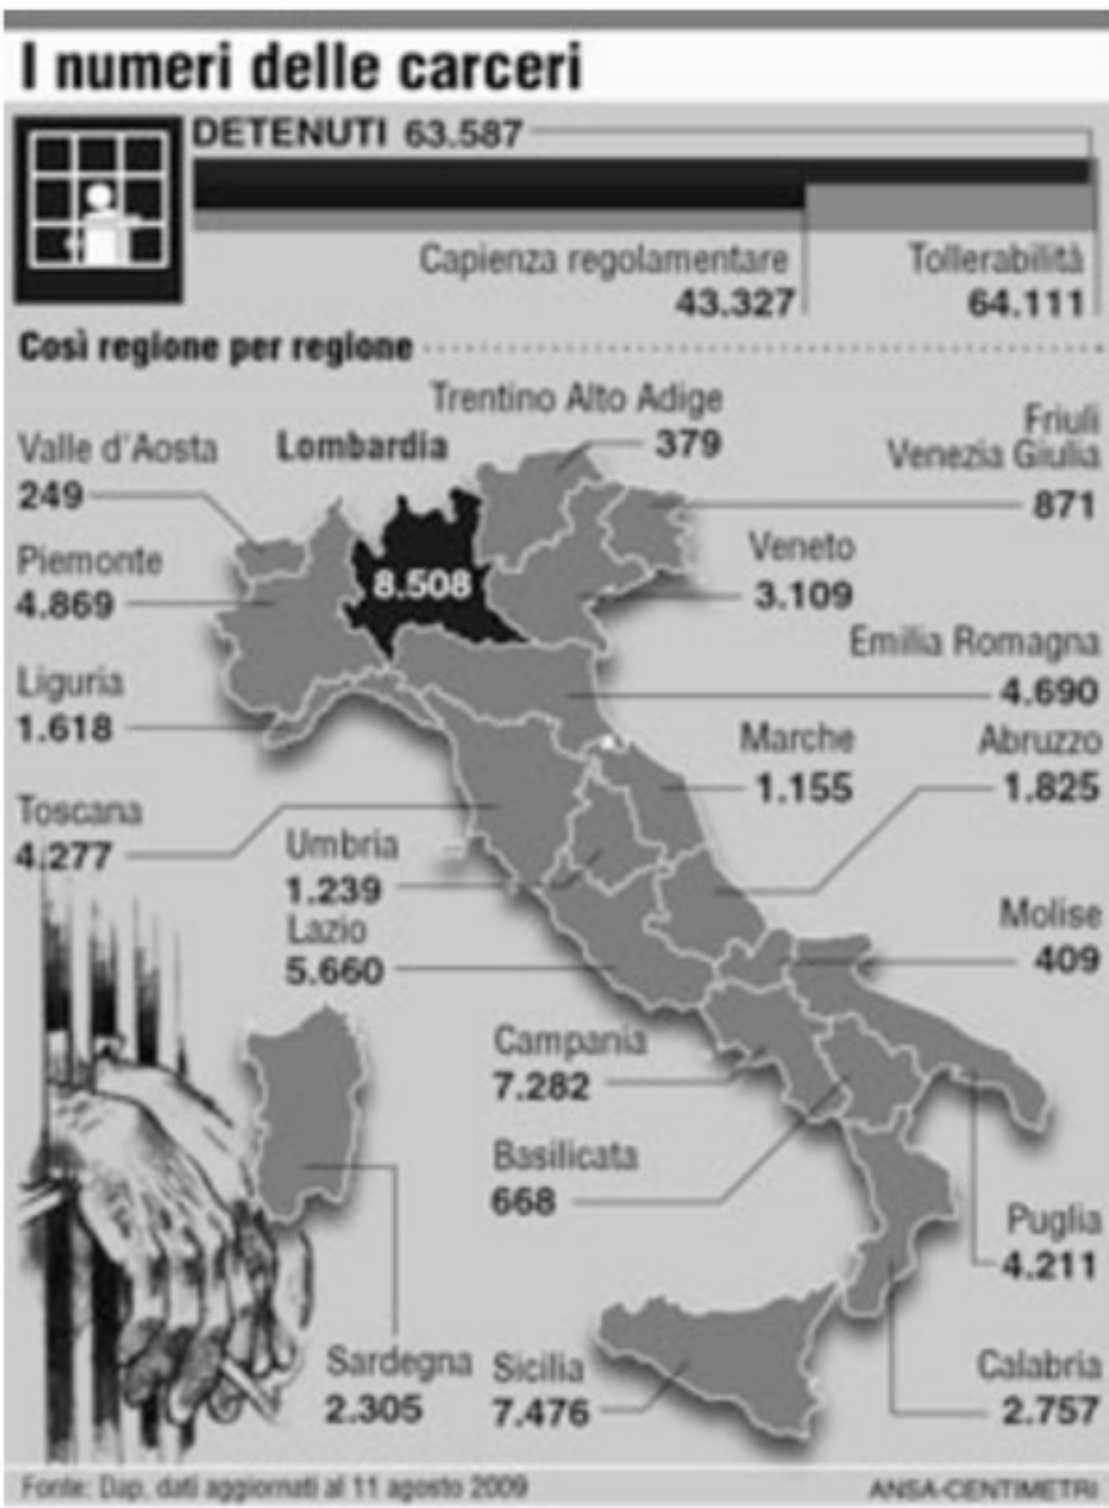 I numeri delle carceri
DETENUTI 63.587
Capienza regolamentare
43.327
Tollerabilità
64.111
Così regione per regione
Trentino Alto Adige
379
Friuli
Venezia Giulia
871
Valle d'Aosta
249
Lombardia
8.508
Piemonte
4.869
Veneto
3.109
Emilia Romagna
4.690
Liguria
1.618
Marche
1.155
Abruzzo
1.825
Toscana
4.277
Umbria
1.239
Lazio
5.660
Molise
409
Campania
7.282
Basilicata
668
Puglia
4.211
Sardegna
2.305
Sicilia
7.476
Calabria
2.757
Fonte: Dap, dati aggiornati al 11 agosto 2009
ANSA-CENTIMETRI